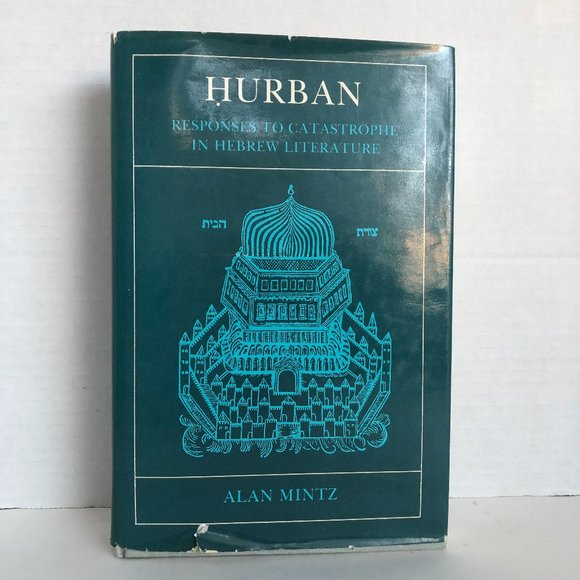 ḤURBAN
RESPONSES TO CATASTROPHE
IN HEBREW LITERATURE
צורת הבית
ALAN MINTZ